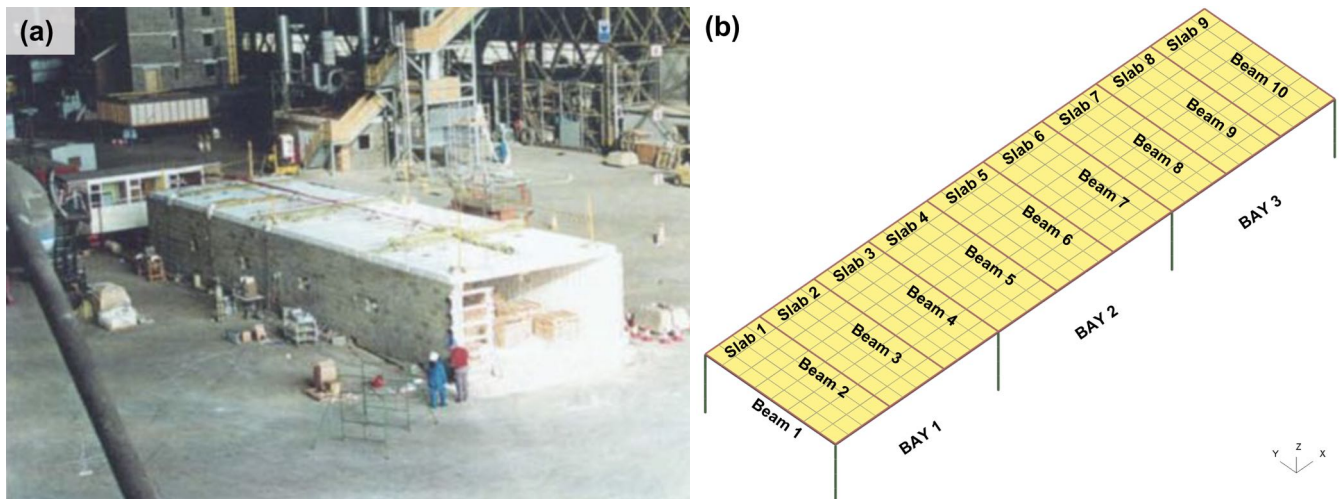 (a)
(b)
Slab 1
Slab 2
Slab 3
Slab 4
Slab 5
Slab 6
Slab 7
Slab 8
Slab 9
Beam 1
Beam 2
Beam 3
Beam 4
Beam 5
Beam 6
Beam 7
Beam 8
Beam 9
Beam 10
BAY 1
BAY 2
BAY 3
Y
Z
X